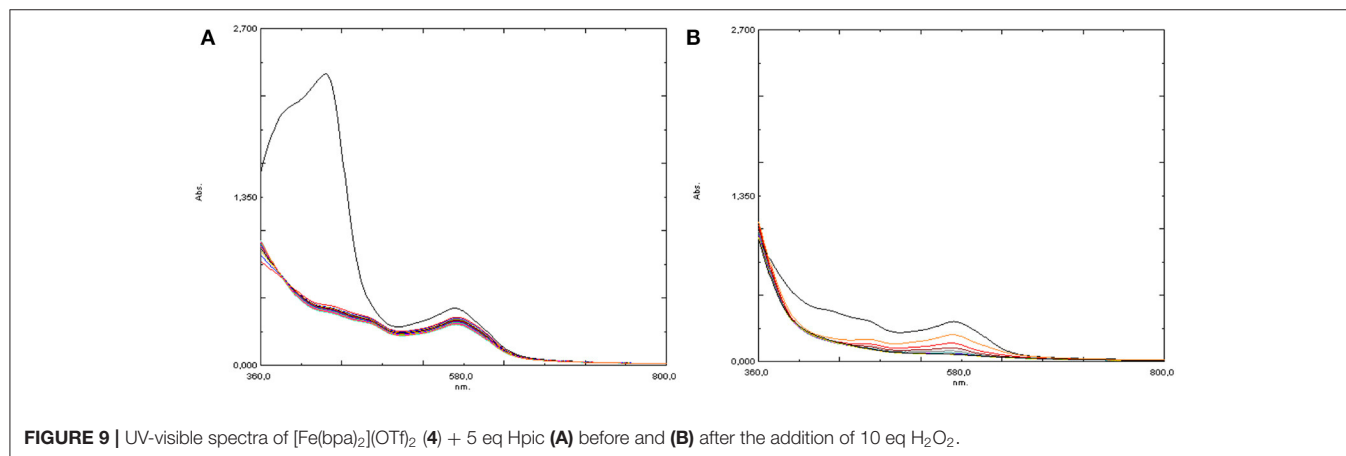 A
2,700
Abs.
1,350
0,000
360,0
580,0
800,0
nm.
B
2,700
Abs.
1,350
0,000
360,0
580,0
800,0
nm.
FIGURE 9 | UV-visible spectra of [Fe(bpa)₂](OTf)₂ (4) + 5 eq Hpic (A) before and (B) after the addition of 10 eq H₂O₂.